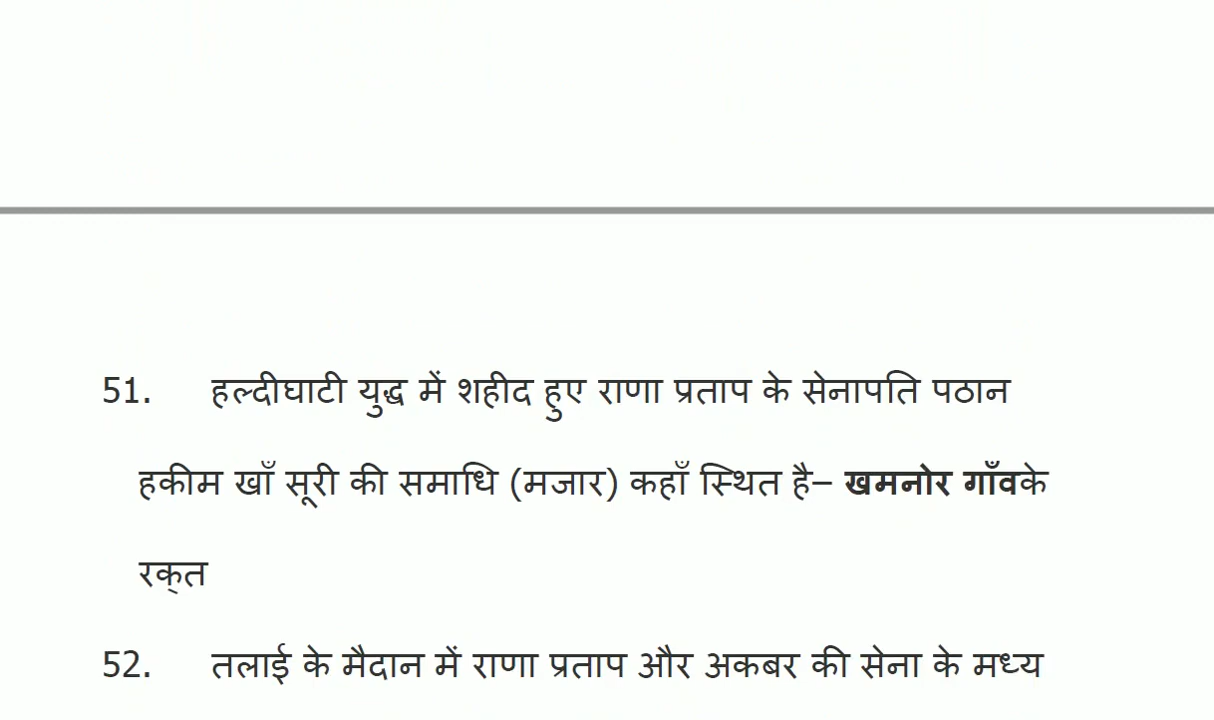 51. हल्दीघाटी युद्ध में शहीद हुए राणा प्रताप के सेनापति पठान
हकीम खाँ सूरी की समाधि (मजार) कहाँ स्थित है– खमनोर गाँवके
रक्‌त
52. तलाई के मैदान में राणा प्रताप और अकबर की सेना के मध्य